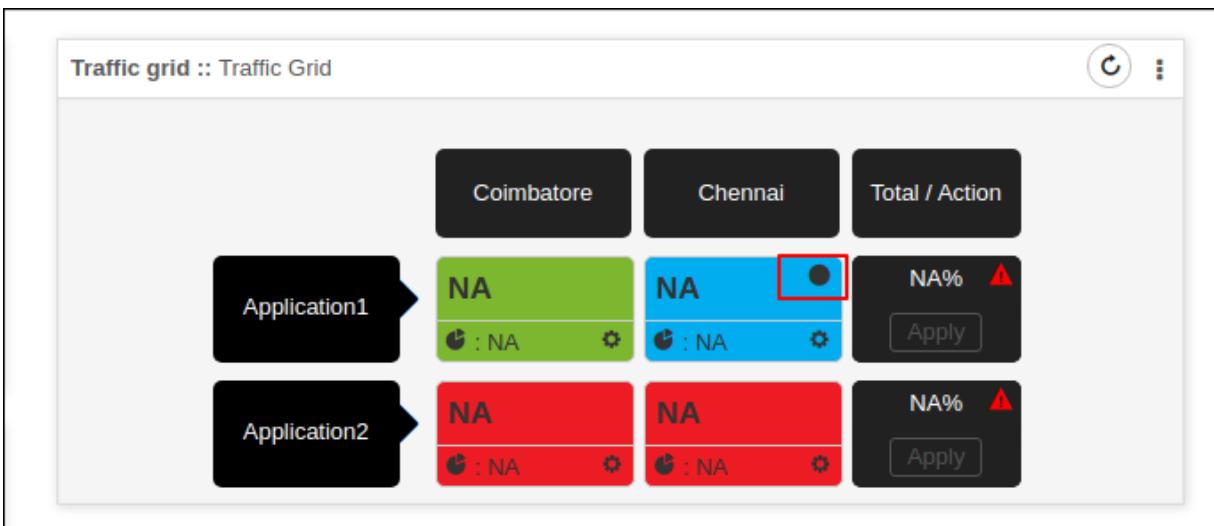 Traffic grid :: Traffic Grid
Coimbatore Chennai Total / Action
Application1 NA NA NA%
: NA : NA Apply
Application2 NA NA NA%
: NA : NA Apply